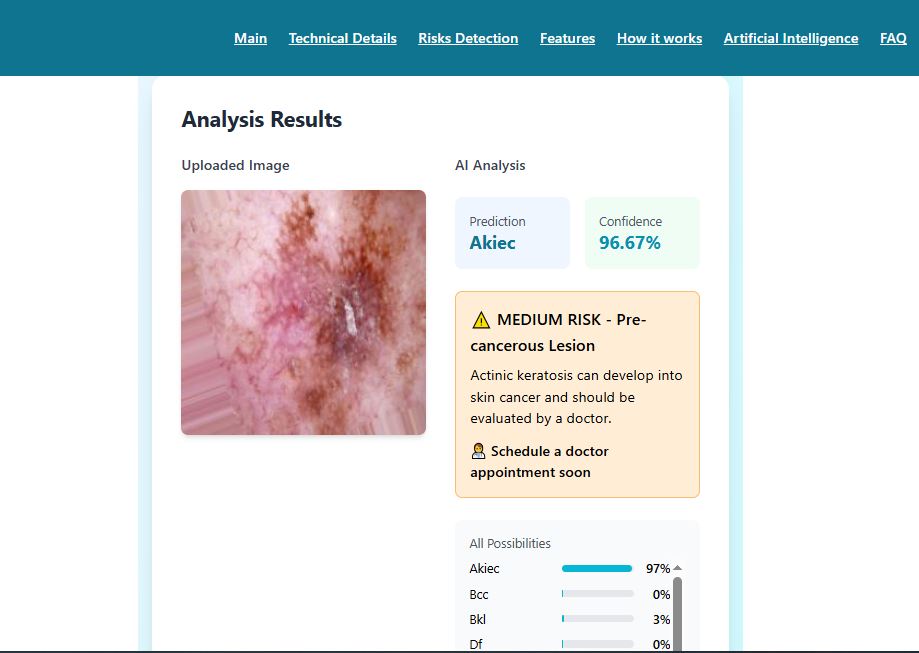 Main Technical Details Risks Detection Features How it works Artificial Intelligence FAQ
Analysis Results
Uploaded Image
AI Analysis
Prediction
Akiec
Confidence
96.67%
⚠️ MEDIUM RISK - Pre-
cancerous Lesion
Actinic keratosis can develop into
skin cancer and should be
evaluated by a doctor.
Schedule a doctor
appointment soon
All Possibilities
Akiec 97%
Bcc 0%
Bkl 3%
Df 0%